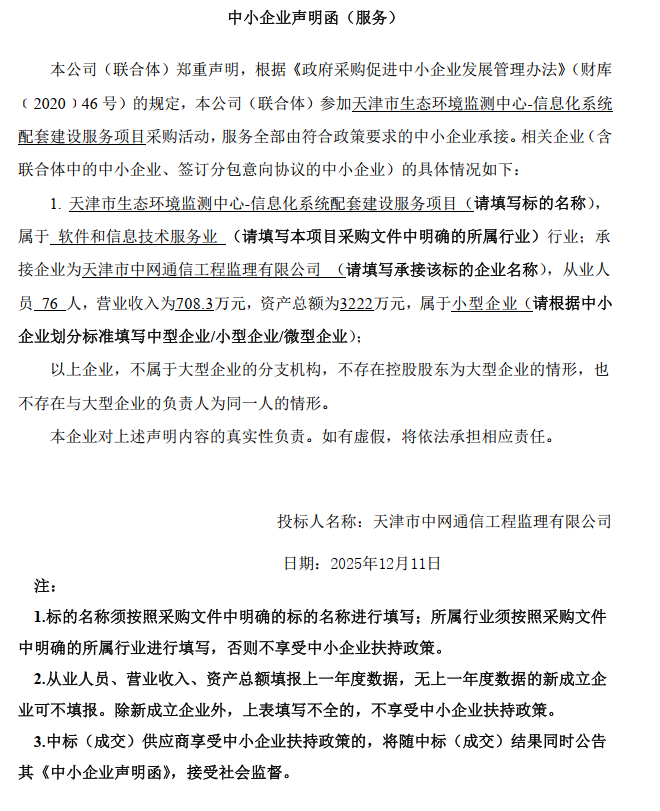 中小企业声明函（服务）
本公司（联合体）郑重声明，根据《政府采购促进中小企业发展管理办法》（财库
﹝2020﹞46 号）的规定，本公司（联合体）参加天津市生态环境监测中心-信息化系统
配套建设服务项目采购活动，服务全部由符合政策要求的中小企业承接。相关企业（含
联合体中的中小企业、签订分包意向协议的中小企业）的具体情况如下：
1. 天津市生态环境监测中心-信息化系统配套建设服务项目（请填写标的名称），
属于 软件和信息技术服务业 （请填写本项目采购文件中明确的所属行业）行业；承
接企业为天津市中网通信工程监理有限公司 （请填写承接该标的企业名称），从业人
员 76 人，营业收入为708.3万元，资产总额为3222万元，属于小型企业（请根据中小
企业划分标准填写中型企业/小型企业/微型企业）；
以上企业，不属于大型企业的分支机构，不存在控股股东为大型企业的情形，也
不存在与大型企业的负责人为同一人的情形。
本企业对上述声明内容的真实性负责。如有虚假，将依法承担相应责任。
投标人名称：天津市中网通信工程监理有限公司
日期：2025年12月11日
注：
1.标的名称须按照采购文件中明确的标的名称进行填写；所属行业须按照采购文件
中明确的所属行业进行填写，否则不享受中小企业扶持政策。
2.从业人员、营业收入、资产总额填报上一年度数据，无上一年度数据的新成立企
业可不填报。除新成立企业外，上表填写不全的，不享受中小企业扶持政策。
3.中标（成交）供应商享受中小企业扶持政策的，将随中标（成交）结果同时公告
其《中小企业声明函》，接受社会监督。